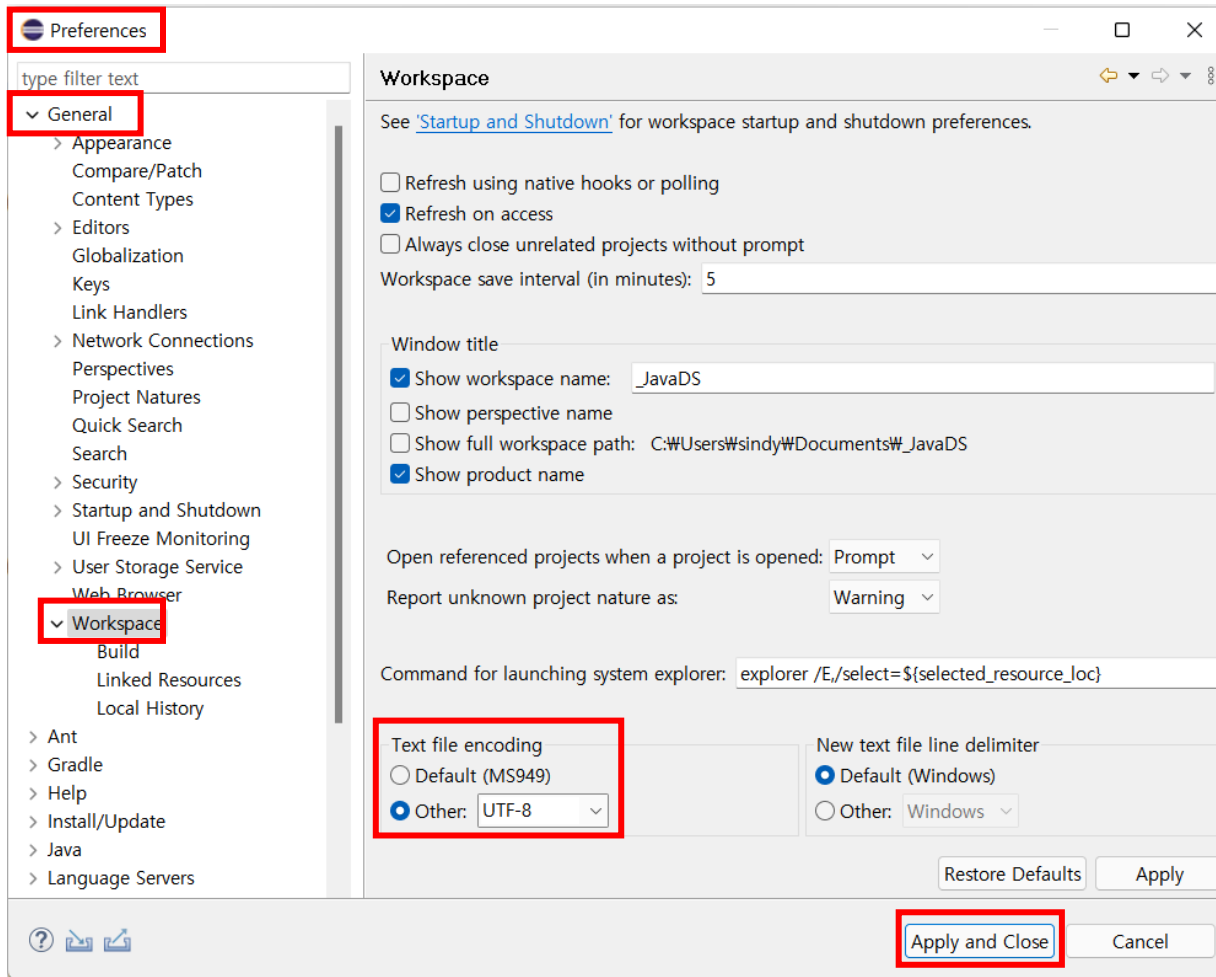 Preferences
type filter text
General
Appearance
Compare/Patch
Content Types
Editors
Globalization
Keys
Link Handlers
Network Connections
Perspectives
Project Natures
Quick Search
Search
Security
Startup and Shutdown
UI Freeze Monitoring
User Storage Service
Web Browser
Workspace
Build
Linked Resources
Local History
Ant
Gradle
Help
Install/Update
Java
Language Servers
Workspace
See 'Startup and Shutdown' for workspace startup and shutdown preferences.
Refresh using native hooks or polling
Refresh on access
Always close unrelated projects without prompt
Workspace save interval (in minutes): 5
Window title
Show workspace name: _JavaDS
Show perspective name
Show full workspace path: C:₩Users₩sindy₩Documents₩_JavaDS
Show product name
Open referenced projects when a project is opened: Prompt
Report unknown project nature as: Warning
Command for launching system explorer: explorer /E,/select=${selected_resource_loc}
Text file encoding
Default (MS949)
Other: UTF-8
New text file line delimiter
Default (Windows)
Other: Windows
Restore Defaults Apply
Apply and Close Cancel